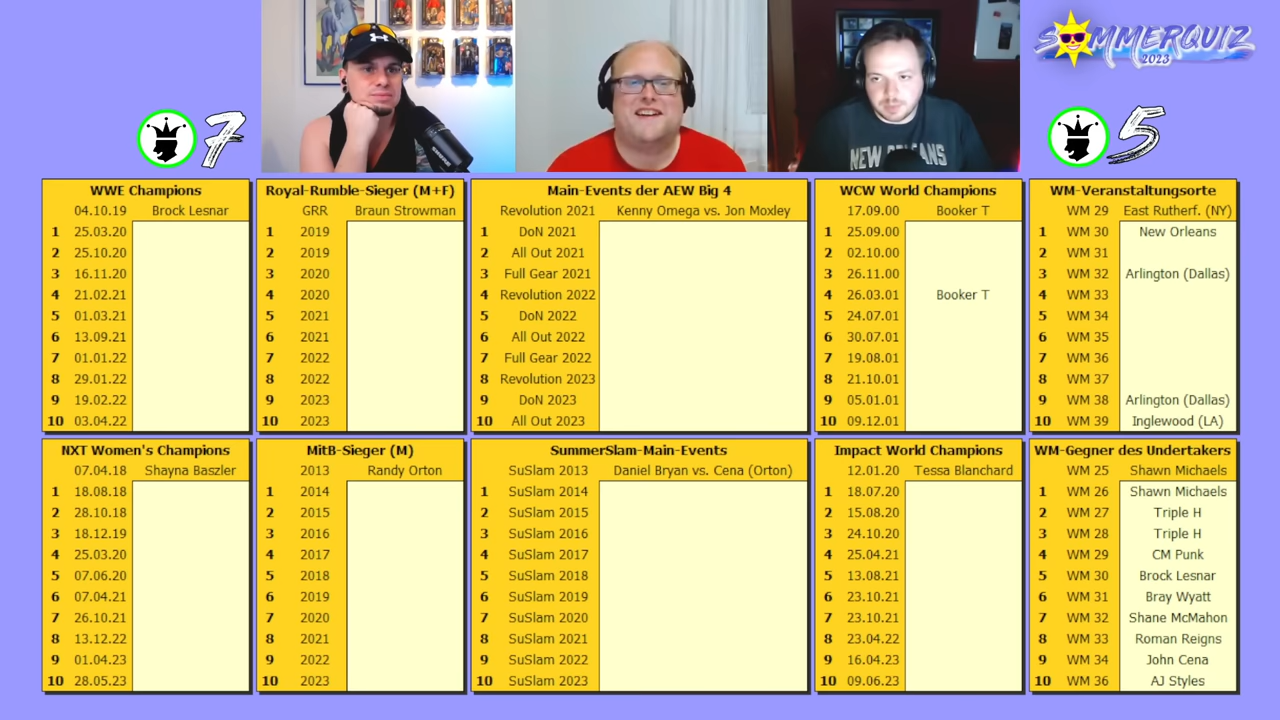 SOMMERQUIZ
2023
7
5
NEW ORLEANS
WWE Champions
04.10.19 Brock Lesnar
1 25.03.20
2 25.10.20
3 16.11.20
4 21.02.21
5 01.03.21
6 13.09.21
7 01.01.22
8 29.01.22
9 19.02.22
10 03.04.22
Royal-Rumble-Sieger (M+F)
GRR Braun Strowman
1 2019
2 2019
3 2020
4 2020
5 2021
6 2021
7 2022
8 2022
9 2023
10 2023
Main-Events der AEW Big 4
Revolution 2021 Kenny Omega vs. Jon Moxley
1 DoN 2021
2 All Out 2021
3 Full Gear 2021
4 Revolution 2022
5 DoN 2022
6 All Out 2022
7 Full Gear 2022
8 Revolution 2023
9 DoN 2023
10 All Out 2023
WCW World Champions
17.09.00 Booker T
1 25.09.00
2 02.10.00
3 26.11.00
4 26.03.01 Booker T
5 24.07.01
6 30.07.01
7 19.08.01
8 21.10.01
9 05.01.01
10 09.12.01
WM-Veranstaltungsorte
WM 29 East Rutherf. (NY)
1 WM 30 New Orleans
2 WM 31
3 WM 32 Arlington (Dallas)
4 WM 33
5 WM 34
6 WM 35
7 WM 36
8 WM 37
9 WM 38 Arlington (Dallas)
10 WM 39 Inglewood (LA)
NXT Women's Champions
07.04.18 Shayna Baszler
1 18.08.18
2 28.10.18
3 18.12.19
4 25.03.20
5 07.06.20
6 07.04.21
7 26.10.21
8 13.12.22
9 01.04.23
10 28.05.23
MitB-Sieger (M)
2013 Randy Orton
1 2014
2 2015
3 2016
4 2017
5 2018
6 2019
7 2020
8 2021
9 2022
10 2023
SummerSlam-Main-Events
SuSlam 2013 Daniel Bryan vs. Cena (Orton)
1 SuSlam 2014
2 SuSlam 2015
3 SuSlam 2016
4 SuSlam 2017
5 SuSlam 2018
6 SuSlam 2019
7 SuSlam 2020
8 SuSlam 2021
9 SuSlam 2022
10 SuSlam 2023
Impact World Champions
12.01.20 Tessa Blanchard
1 18.07.20
2 15.08.20
3 24.10.20
4 25.04.21
5 13.08.21
6 23.10.21
7 23.10.21
8 23.04.22
9 16.04.23
10 09.06.23
WM-Gegner des Undertakers
WM 25 Shawn Michaels
1 WM 26 Shawn Michaels
2 WM 27 Triple H
3 WM 28 Triple H
4 WM 29 CM Punk
5 WM 30 Brock Lesnar
6 WM 31 Bray Wyatt
7 WM 32 Shane McMahon
8 WM 33 Roman Reigns
9 WM 34 John Cena
10 WM 36 AJ Styles